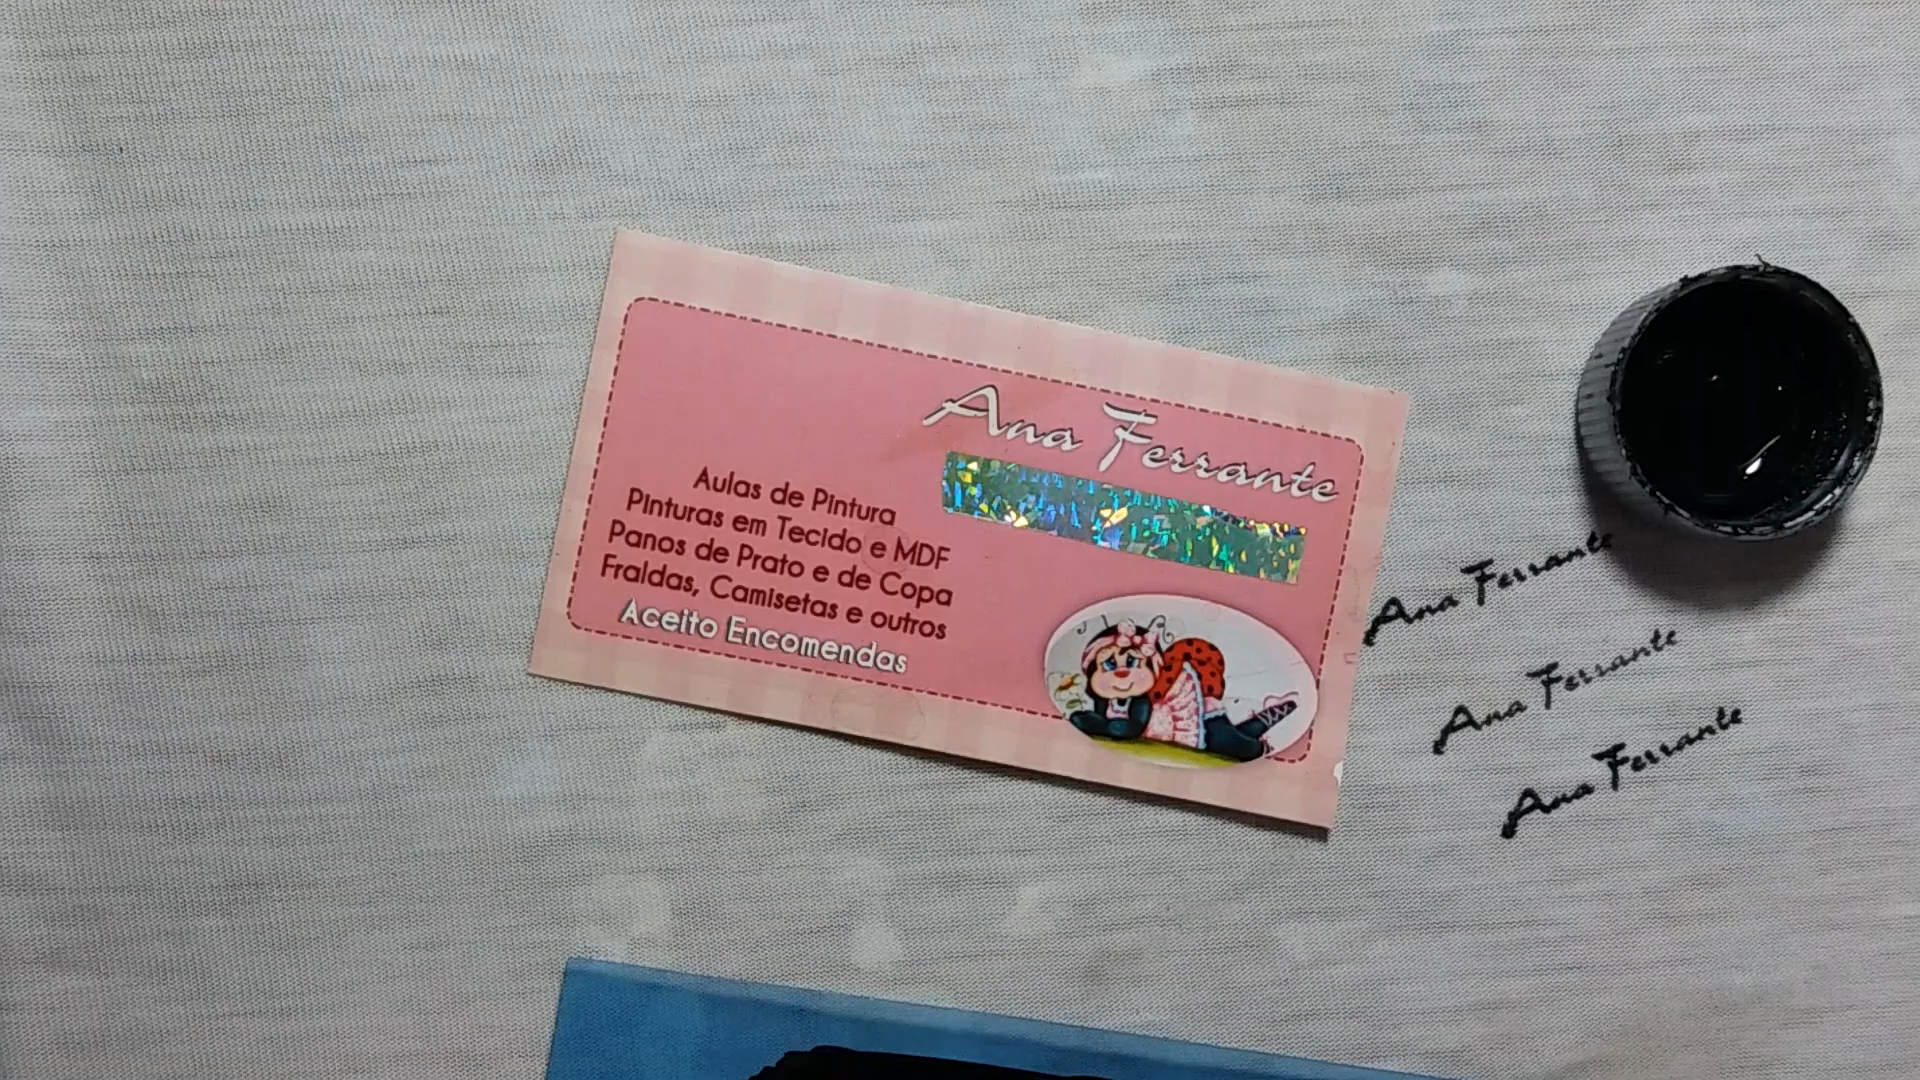 Ana Ferrante
Aulas de Pintura
Pinturas em Tecido e MDF
Panos de Prato e de Copa
Fraldas, Camisetas e outros
Aceito Encomendas
Ana Ferrante
Ana Ferrante
Ana Ferrante